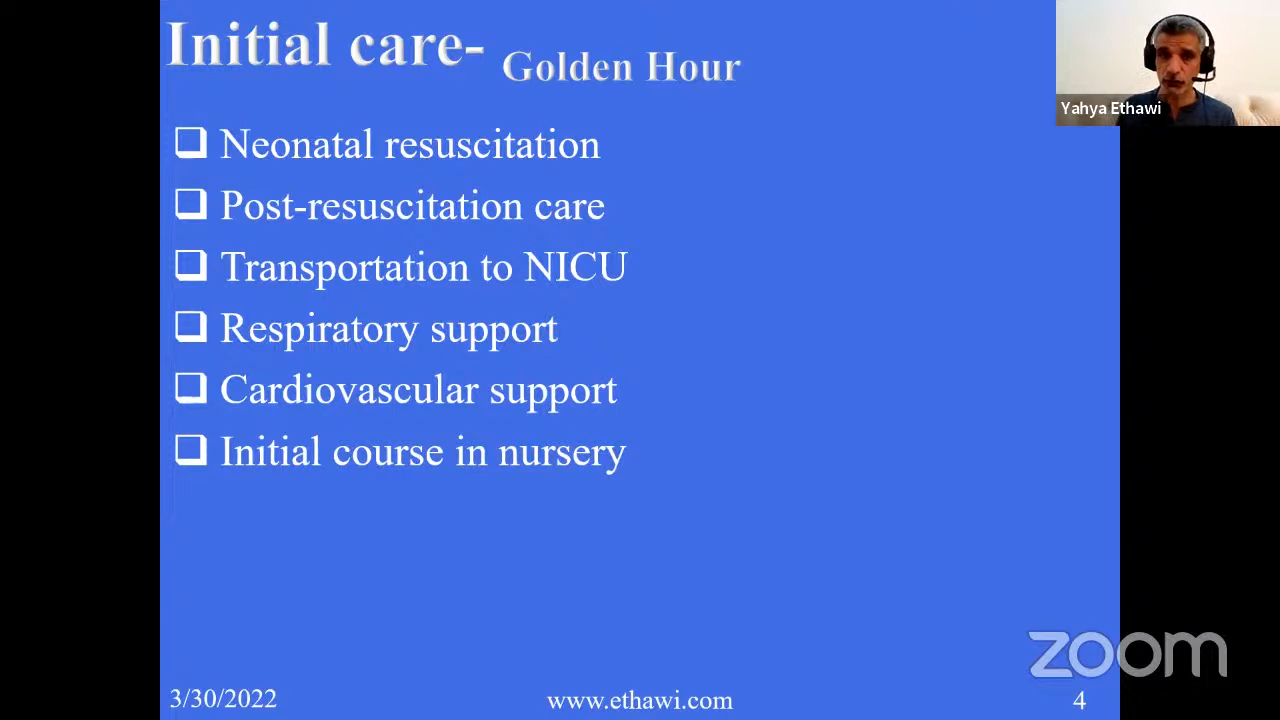 Initial care- Golden Hour
Yahya Ethawi
❑ Neonatal resuscitation
❑ Post-resuscitation care
❑ Transportation to NICU
❑ Respiratory support
❑ Cardiovascular support
❑ Initial course in nursery
zoom
3/30/2022 www.ethawi.com 4